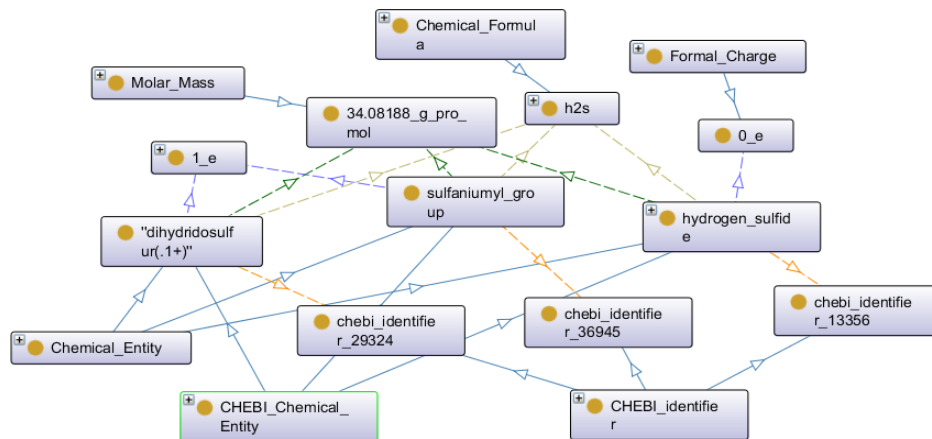 Chemical_Formul
a
Formal_Charge
Molar_Mass
34.08188_g_pro_
mol
h2s
0_e
1_e
sulfaniumyl_gro
up
"dihydridosulf
ur(.1+)"
hydrogen_sulfid
e
chebi_identifie
r_29324
chebi_identifie
r_36945
chebi_identifie
r_13356
Chemical_Entity
CHEBI_Chemical_
Entity
CHEBI_identifie
r